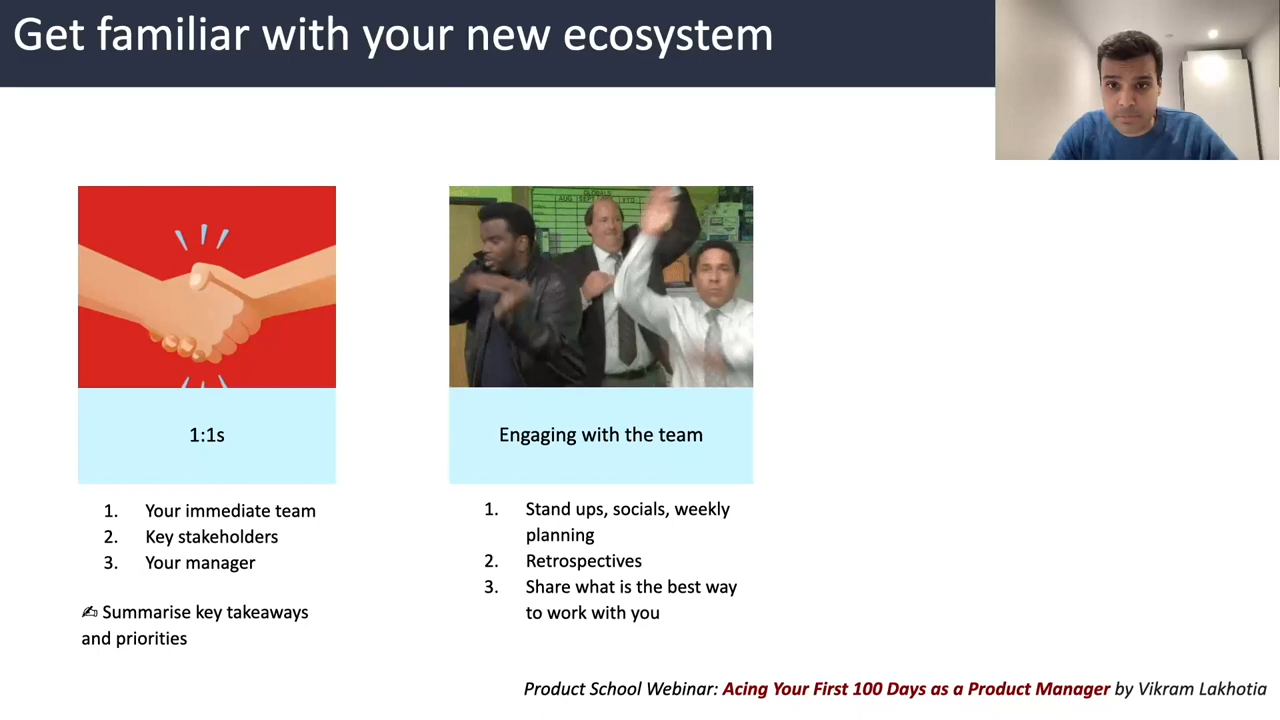 Get familiar with your new ecosystem
1:1s
1. Your immediate team
2. Key stakeholders
3. Your manager
✍ Summarise key takeaways
and priorities
AUG SEPT
Engaging with the team
1. Stand ups, socials, weekly
planning
2. Retrospectives
3. Share what is the best way
to work with you
Product School Webinar: Acing Your First 100 Days as a Product Manager by Vikram Lakhotia